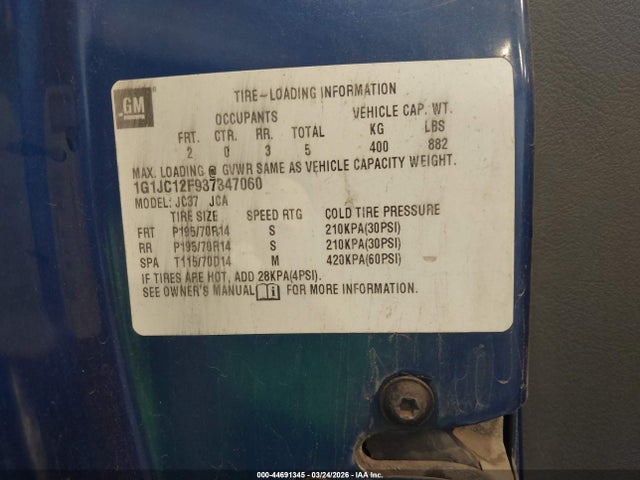 GM
TIRE-LOADING INFORMATION
OCCUPANTS VEHICLE CAP. WT.
FRT. CTR. RR. TOTAL KG LBS
2 0 3 5 400 882
MAX. LOADING @ GVWR SAME AS VEHICLE CAPACITY WEIGHT.
1G1JC12F937347060
MODEL: JC37 JCA
TIRE SIZE SPEED RTG COLD TIRE PRESSURE
FRT P195/70R14 S 210KPA(30PSI)
RR P195/70R14 S 210KPA(30PSI)
SPA T115/70D14 M 420KPA(60PSI)
IF TIRES ARE HOT, ADD 28KPA(4PSI).
SEE OWNER'S MANUAL FOR MORE INFORMATION.
000-44691345 - 03/24/2026 - IAAI.COM